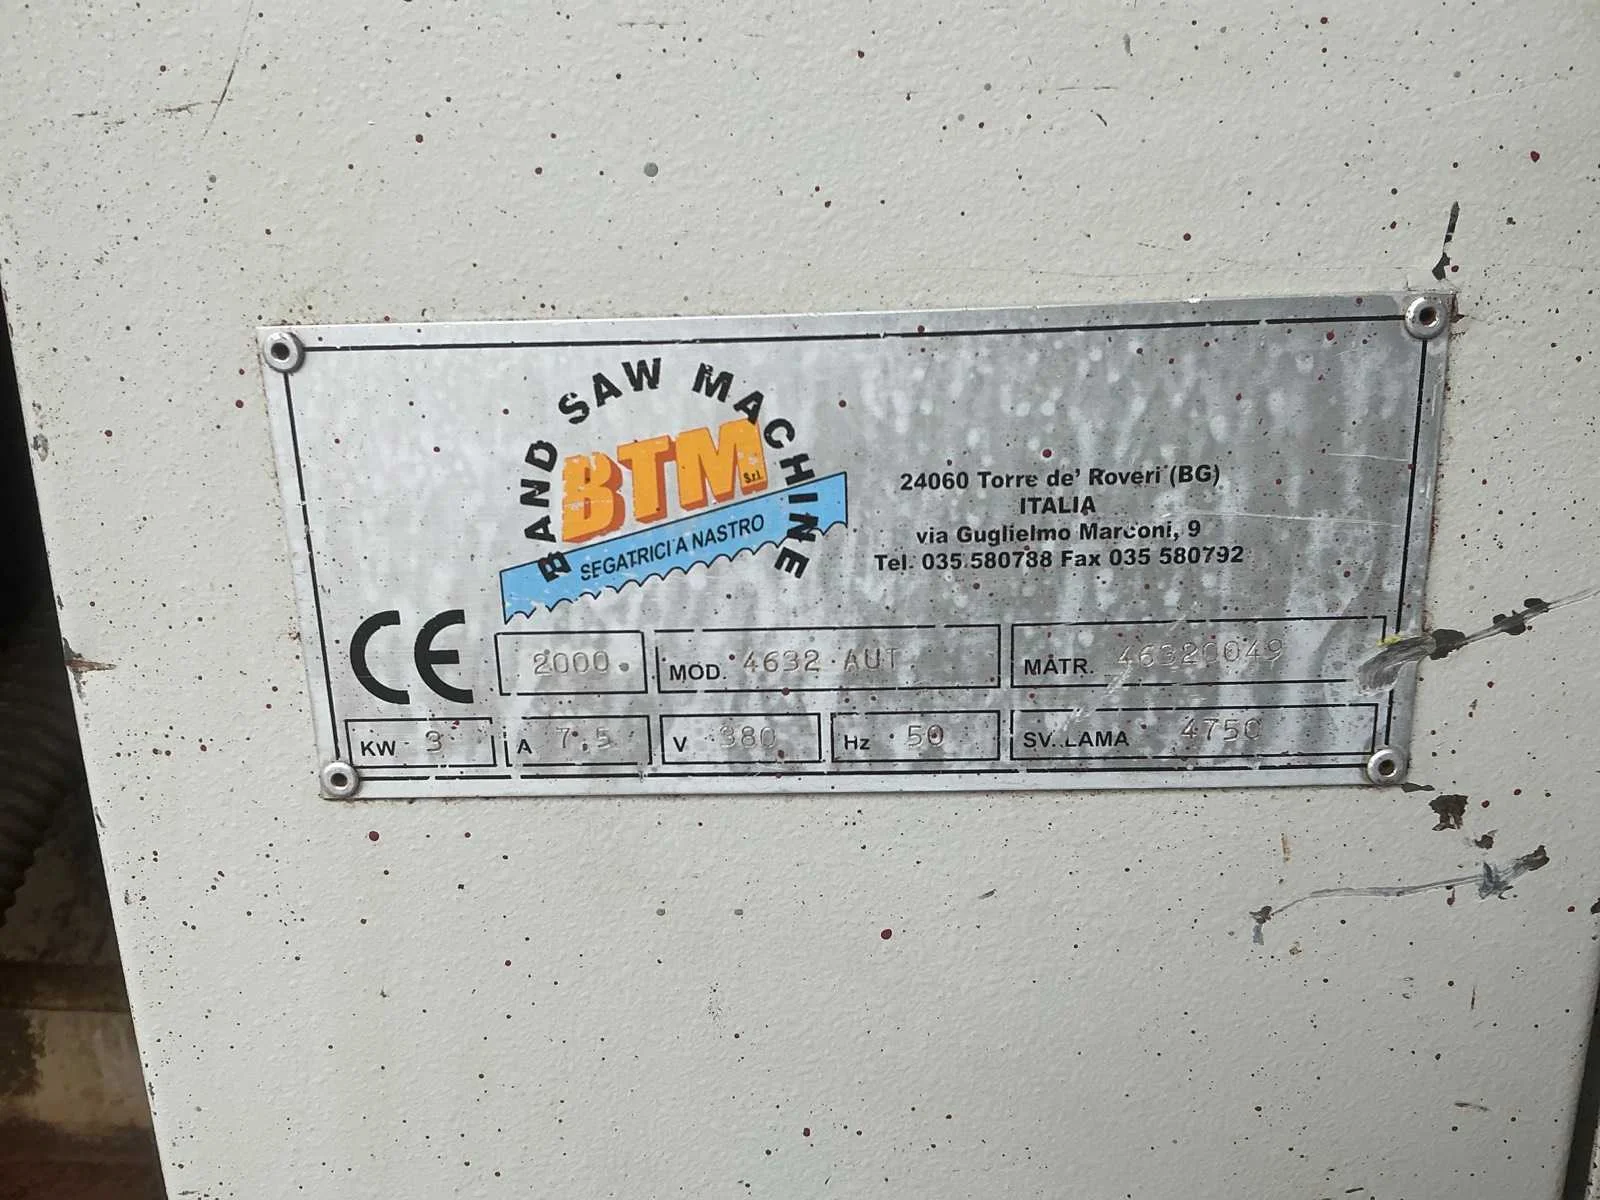 BAND SAW MACHINE
BTM S.r.l.
SEGATRICI A NASTRO
24060 Torre de' Roveri (BG)
ITALIA
via Guglielmo Marconi, 9
Tel. 035.580788 Fax 035 580792
CE
2000. MOD. 4632 AUT. MATR. 46320049
KW 3 A 7.5 V 380 Hz 50 SV. LAMA 4750